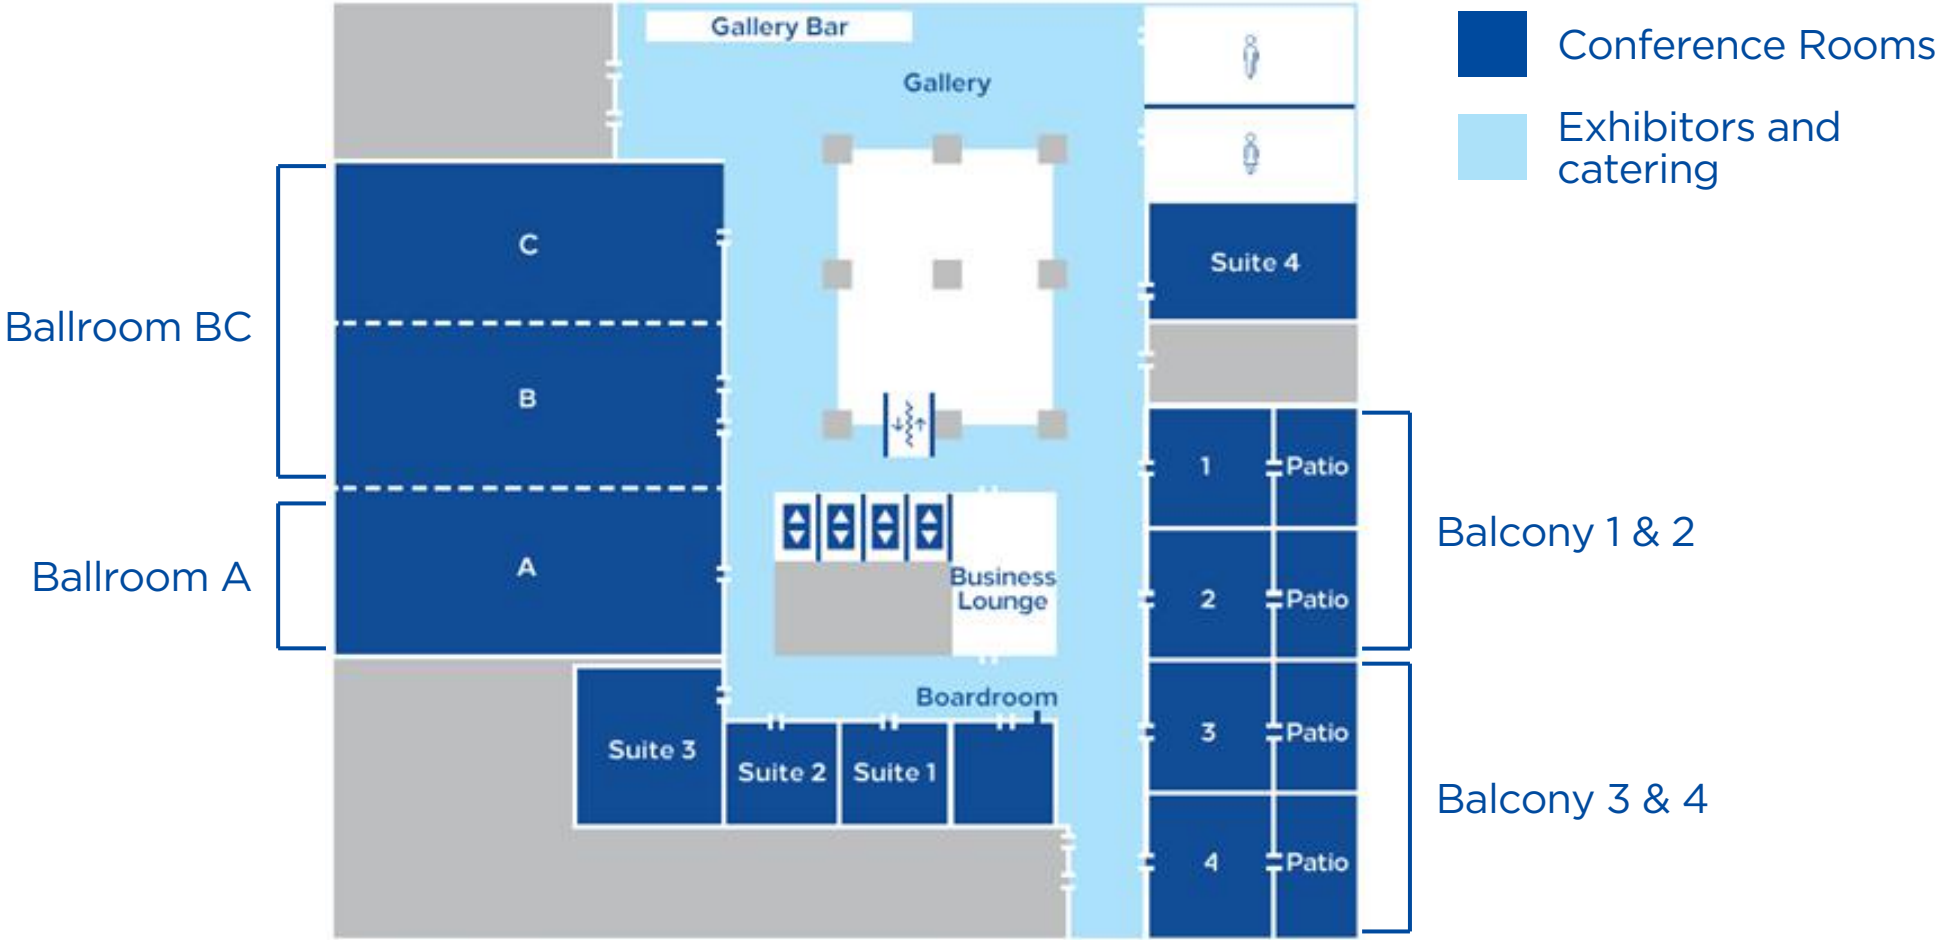 Gallery Bar
Gallery
Conference Rooms
Exhibitors and
catering
C
Suite 4
Ballroom BC
B
1
Patio
Balcony 1 & 2
A
Ballroom A
Business
Lounge
2
Patio
Boardroom
3
Patio
Suite 3
Suite 2
Suite 1
Balcony 3 & 4
4
Patio